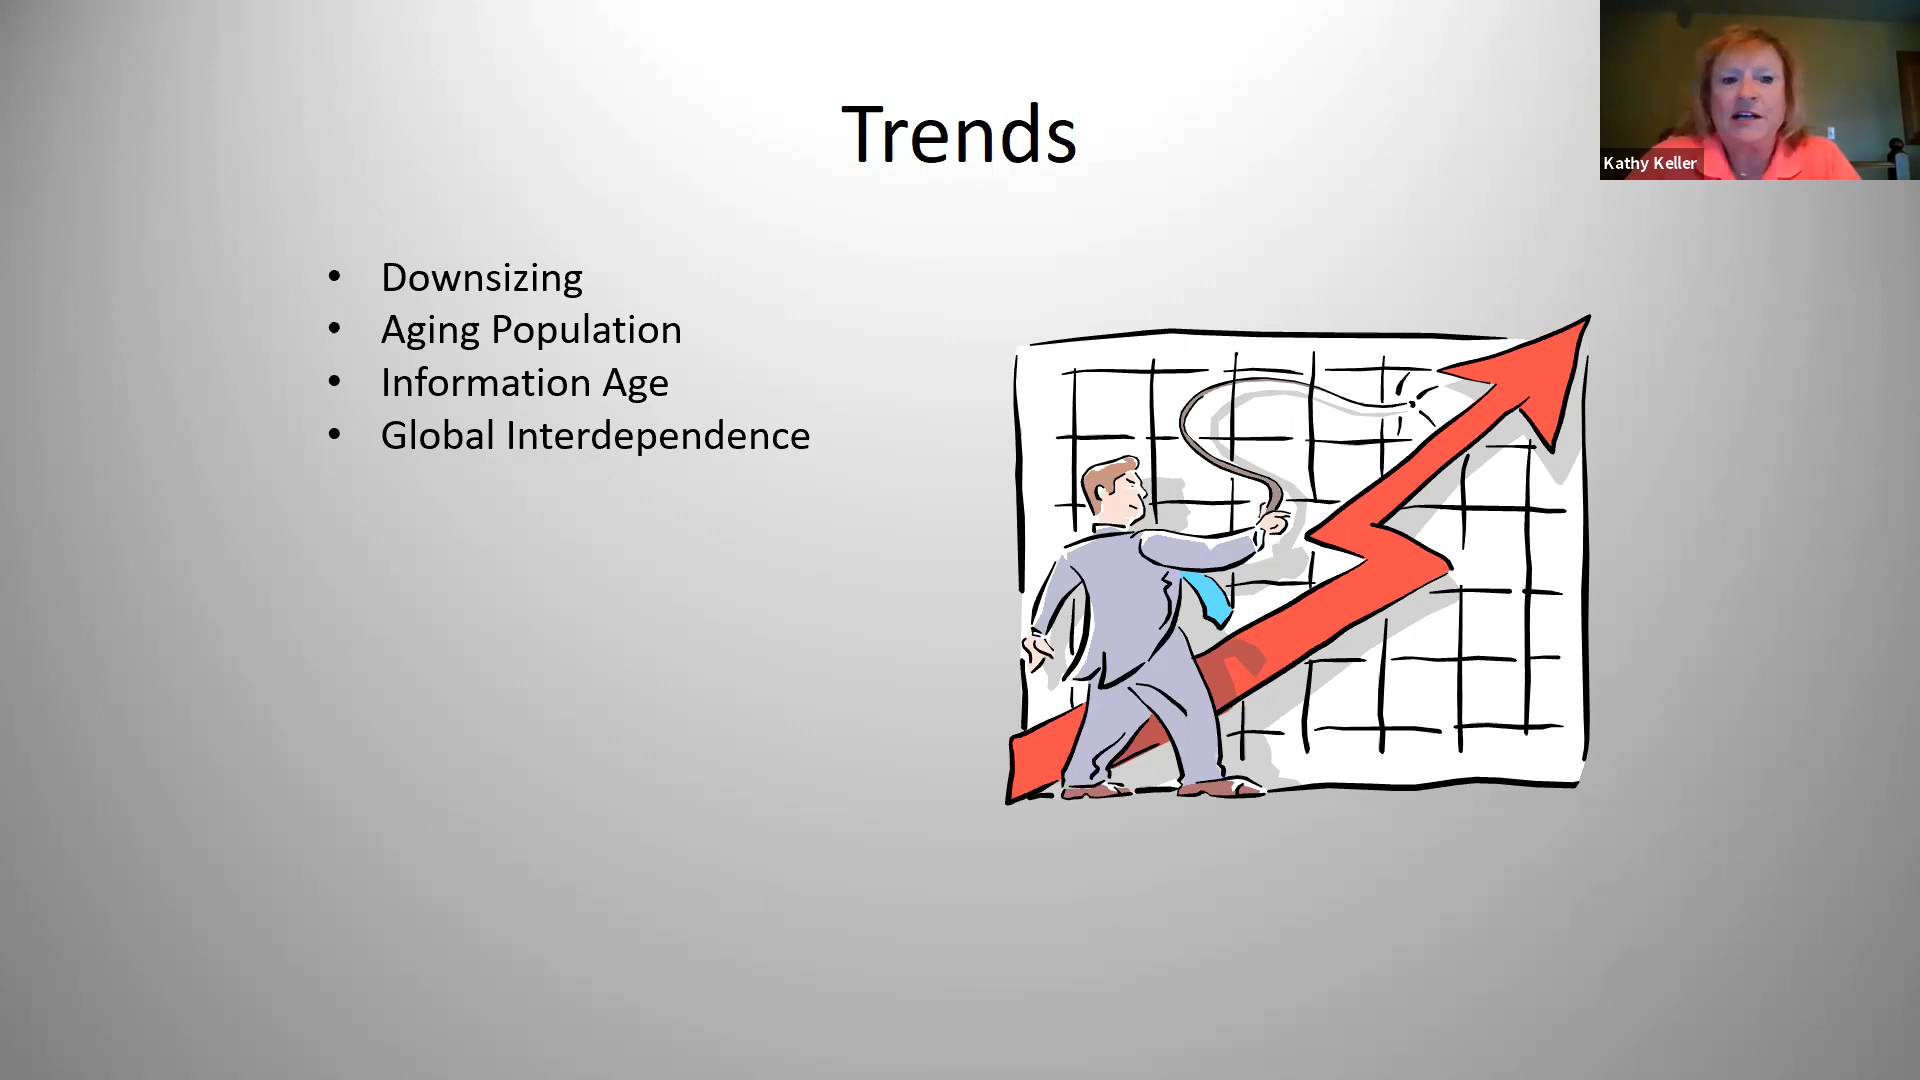 Trends
Kathy Keller
• Downsizing
• Aging Population
• Information Age
• Global Interdependence